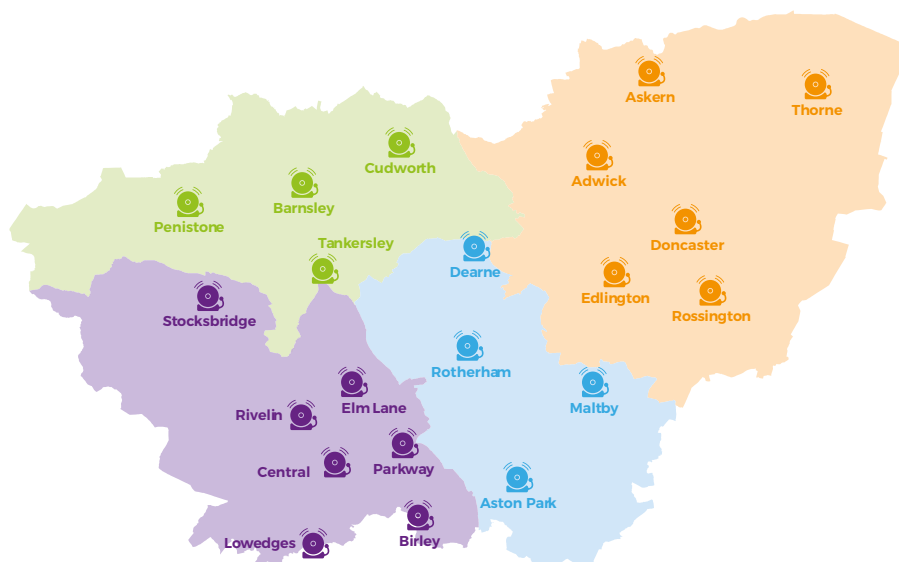 Askern
Thorne
Cudworth
Adwick
Barnsley
Penistone
Tankersley
Doncaster
Dearne
Edlington
Rossington
Stocksbridge
Rotherham
Elm Lane
Maltby
Rivelin
Central
Parkway
Aston Park
Lowedges
Birley